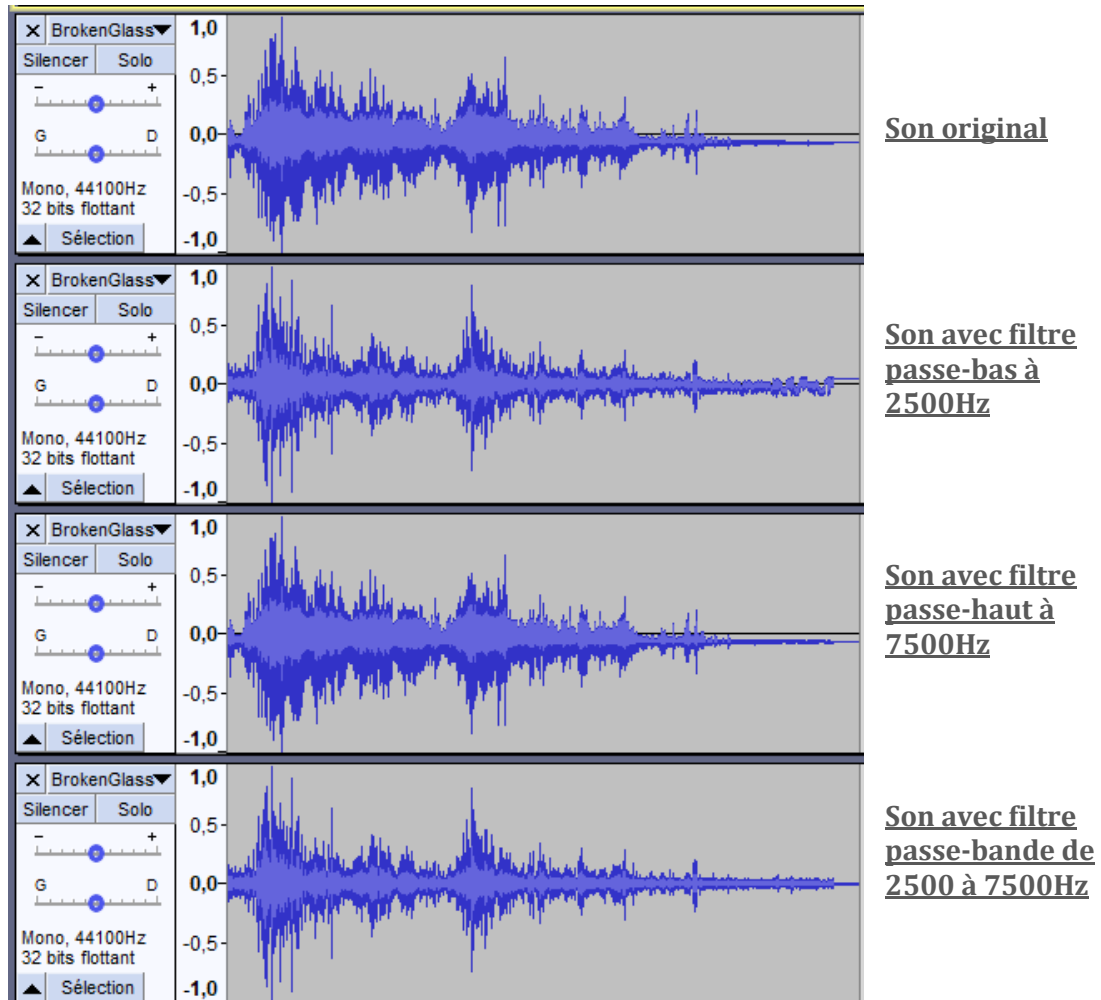 × BrokenGlass▼
Silencer Solo
- +
G D
Mono, 44100Hz
32 bits flottant
▲ Sélection
1,0
0,5-
0,0-
-0,5-
-1,0
Son original
× BrokenGlass▼
Silencer Solo
- +
G D
Mono, 44100Hz
32 bits flottant
▲ Sélection
1,0
0,5-
0,0-
-0,5-
-1,0
Son avec filtre
passe-bas à
2500Hz
× BrokenGlass▼
Silencer Solo
- +
G D
Mono, 44100Hz
32 bits flottant
▲ Sélection
1,0
0,5-
0,0-
-0,5-
-1,0
Son avec filtre
passe-haut à
7500Hz
× BrokenGlass▼
Silencer Solo
- +
G D
Mono, 44100Hz
32 bits flottant
▲ Sélection
1,0
0,5-
0,0-
-0,5-
-1,0
Son avec filtre
passe-bande de
2500 à 7500Hz